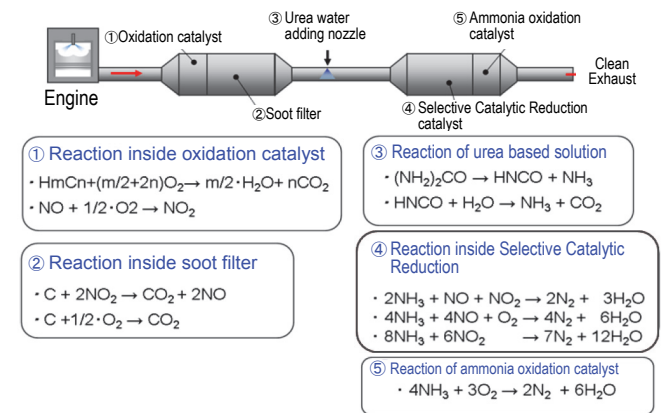 ①Oxidation catalyst
③ Urea water
adding nozzle
⑤ Ammonia oxidation
catalyst
Engine
②Soot filter
④ Selective Catalytic Reduction
catalyst
Clean
Exhaust
① Reaction inside oxidation catalyst
・HmCn+(m/2+2n)O₂→ m/2・H₂O+ nCO₂
・NO + 1/2・O2 → NO₂
② Reaction inside soot filter
・C + 2NO₂ → CO₂ + 2NO
・C +1/2・O₂ → CO₂
③ Reaction of urea based solution
・(NH₂)₂CO → HNCO + NH₃
・HNCO + H₂O → NH₃ + CO₂
④ Reaction inside Selective Catalytic
Reduction
・2NH₃ + NO + NO₂ → 2N₂ + 3H₂O
・4NH₃ + 4NO + O₂ → 4N₂ + 6H₂O
・8NH₃ + 6NO₂ → 7N₂ + 12H₂O
⑤ Reaction of ammonia oxidation catalyst
・4NH₃ + 3O₂ → 2N₂ + 6H₂O